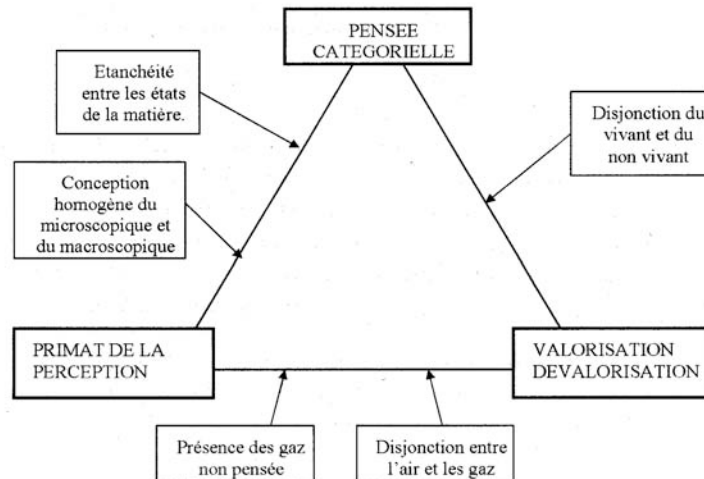 PENSEE
CATEGORIELLE
Etanchéité
entre les états
de la matière.
Disjonction du
vivant et du
non vivant
Conception
homogène du
microscopique et
du macroscopique
PRIMAT DE LA
PERCEPTION
VALORISATION
DEVALORISATION
Présence des gaz
non pensée
Disjonction entre
l'air et les gaz